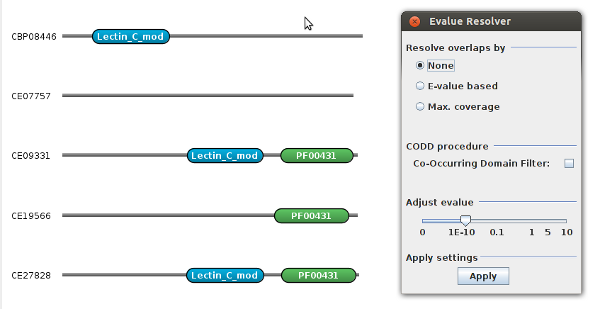 CBP08446 Lectin_C_mod
CE07757
CE09331 Lectin_C_mod PF00431
CE19566 PF00431
CE27828 Lectin_C_mod PF00431
Evalue Resolver
Resolve overlaps by
None
E-value based
Max. coverage
CODD procedure
Co-Occurring Domain Filter:
Adjust evalue
0 1E-10 0.1 1 5 10
Apply settings
Apply